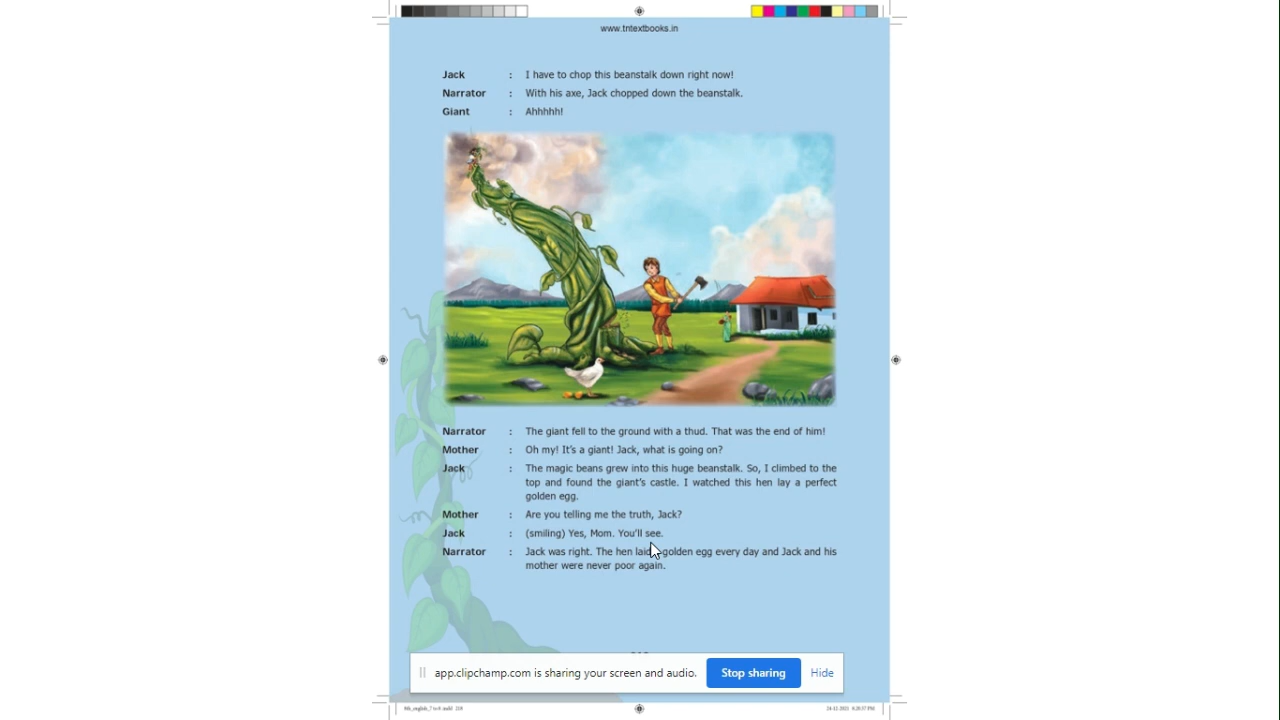 www.tntextbooks.in
Jack : I have to chop this beanstalk down right now!
Narrator : With his axe, Jack chopped down the beanstalk.
Giant : Ahhhhh!
Narrator : The giant fell to the ground with a thud. That was the end of him!
Mother : Oh my! It's a giant! Jack, what is going on?
Jack : The magic beans grew into this huge beanstalk. So, I climbed to the
top and found the giant's castle. I watched this hen lay a perfect
golden egg.
Mother : Are you telling me the truth, Jack?
Jack : (smiling) Yes, Mom. You'll see.
Narrator : Jack was right. The hen laid golden egg every day and Jack and his
mother were never poor again.
app.clipchamp.com is sharing your screen and audio. Stop sharing Hide